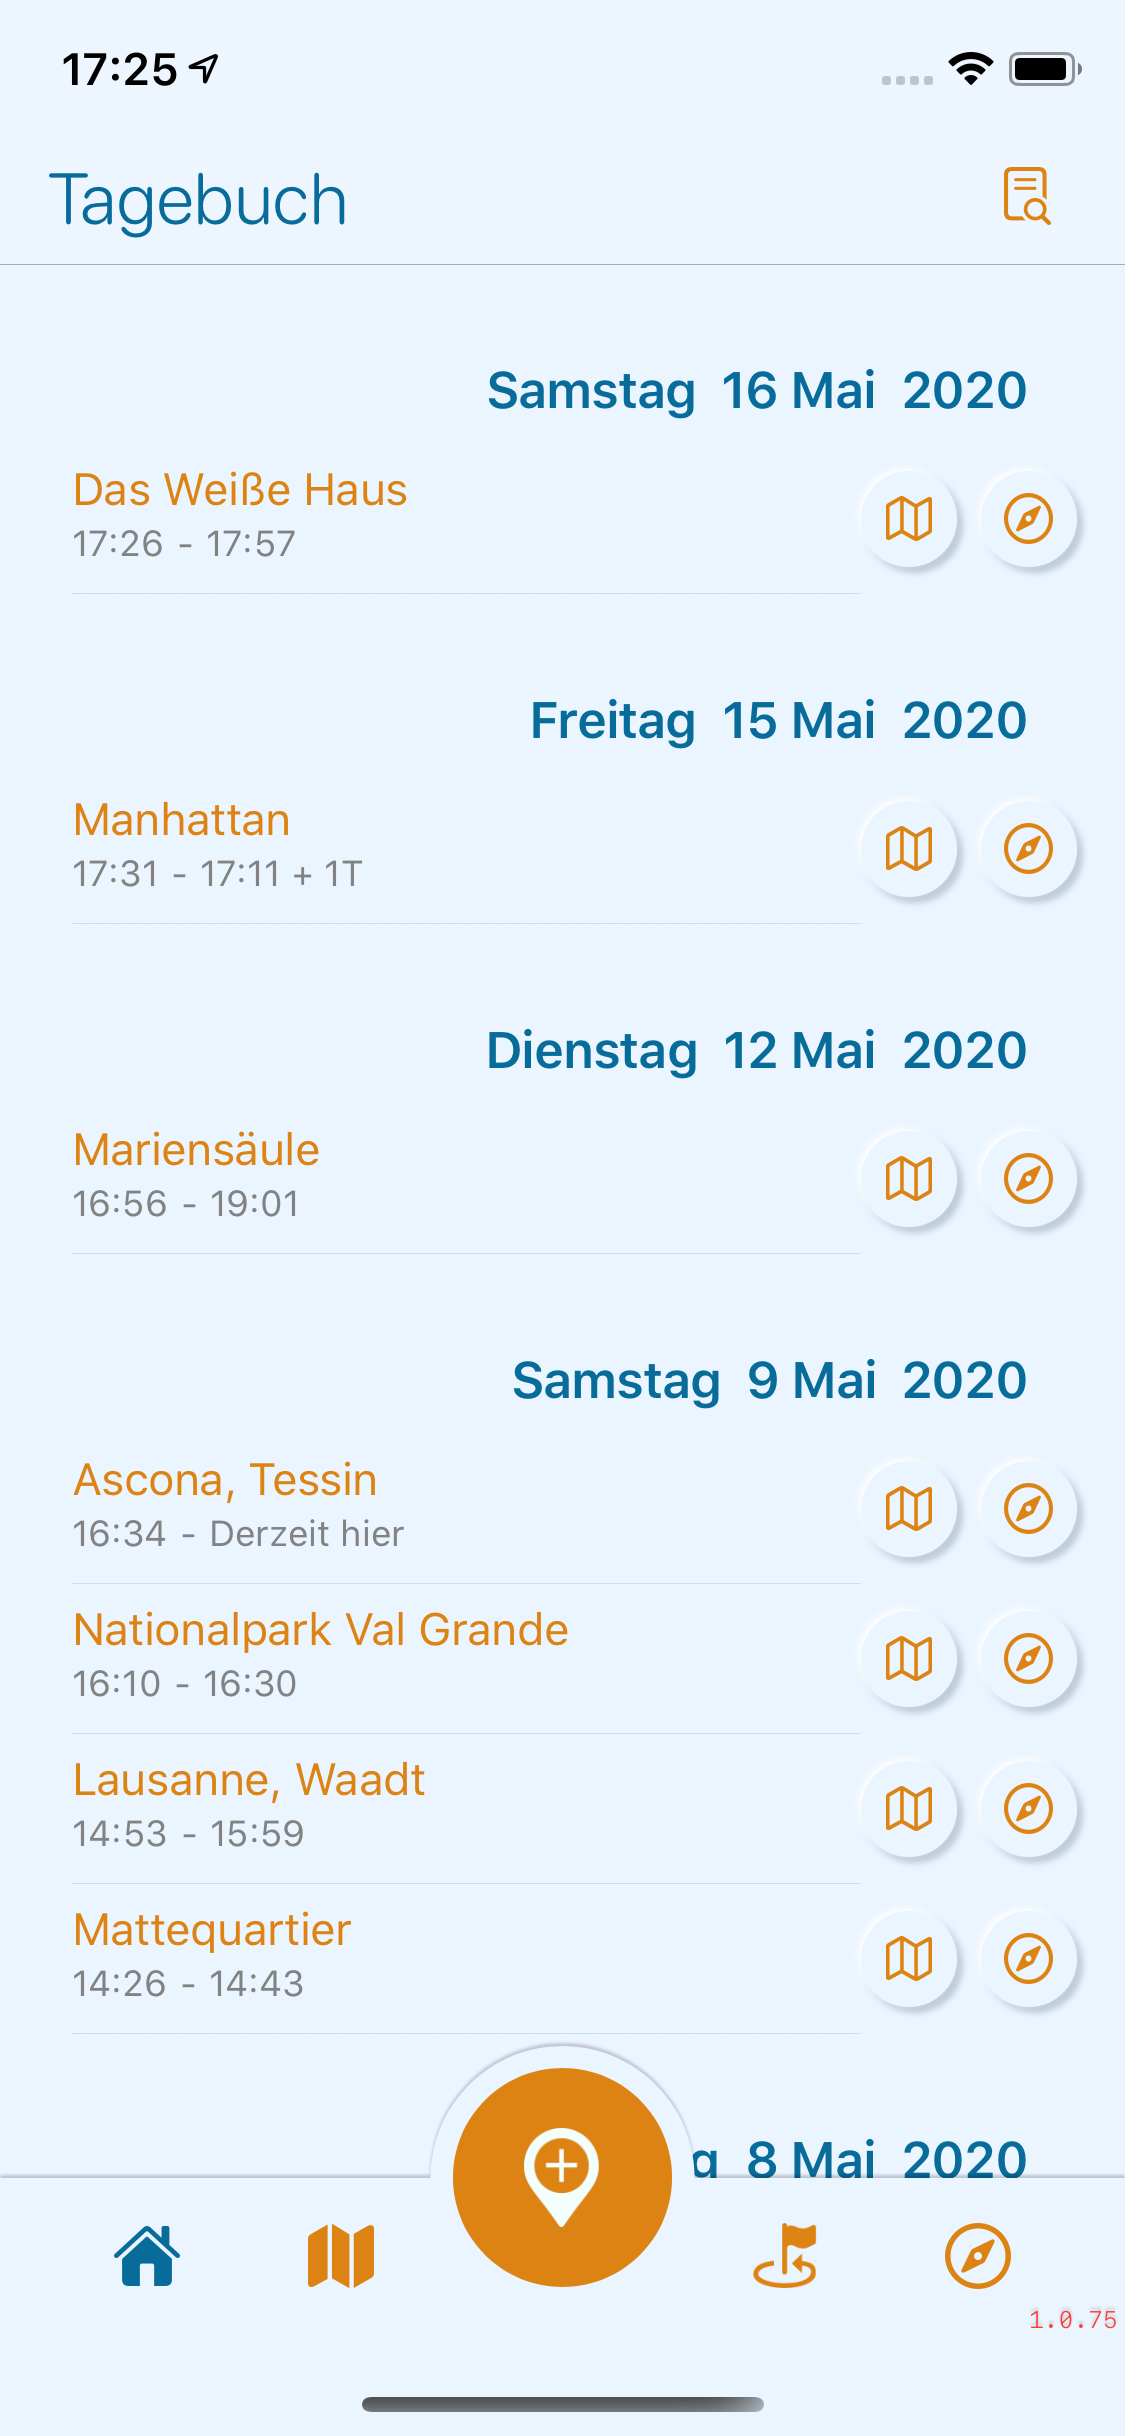 17:25
Tagebuch
Samstag 16 Mai 2020
Das Weiße Haus
17:26 - 17:57
Freitag 15 Mai 2020
Manhattan
17:31 - 17:11 + 1T
Dienstag 12 Mai 2020
Mariensäule
16:56 - 19:01
Samstag 9 Mai 2020
Ascona, Tessin
16:34 - Derzeit hier
Nationalpark Val Grande
16:10 - 16:30
Lausanne, Waadt
14:53 - 15:59
Mattequartier
14:26 - 14:43
8 Mai 2020
1.0.75